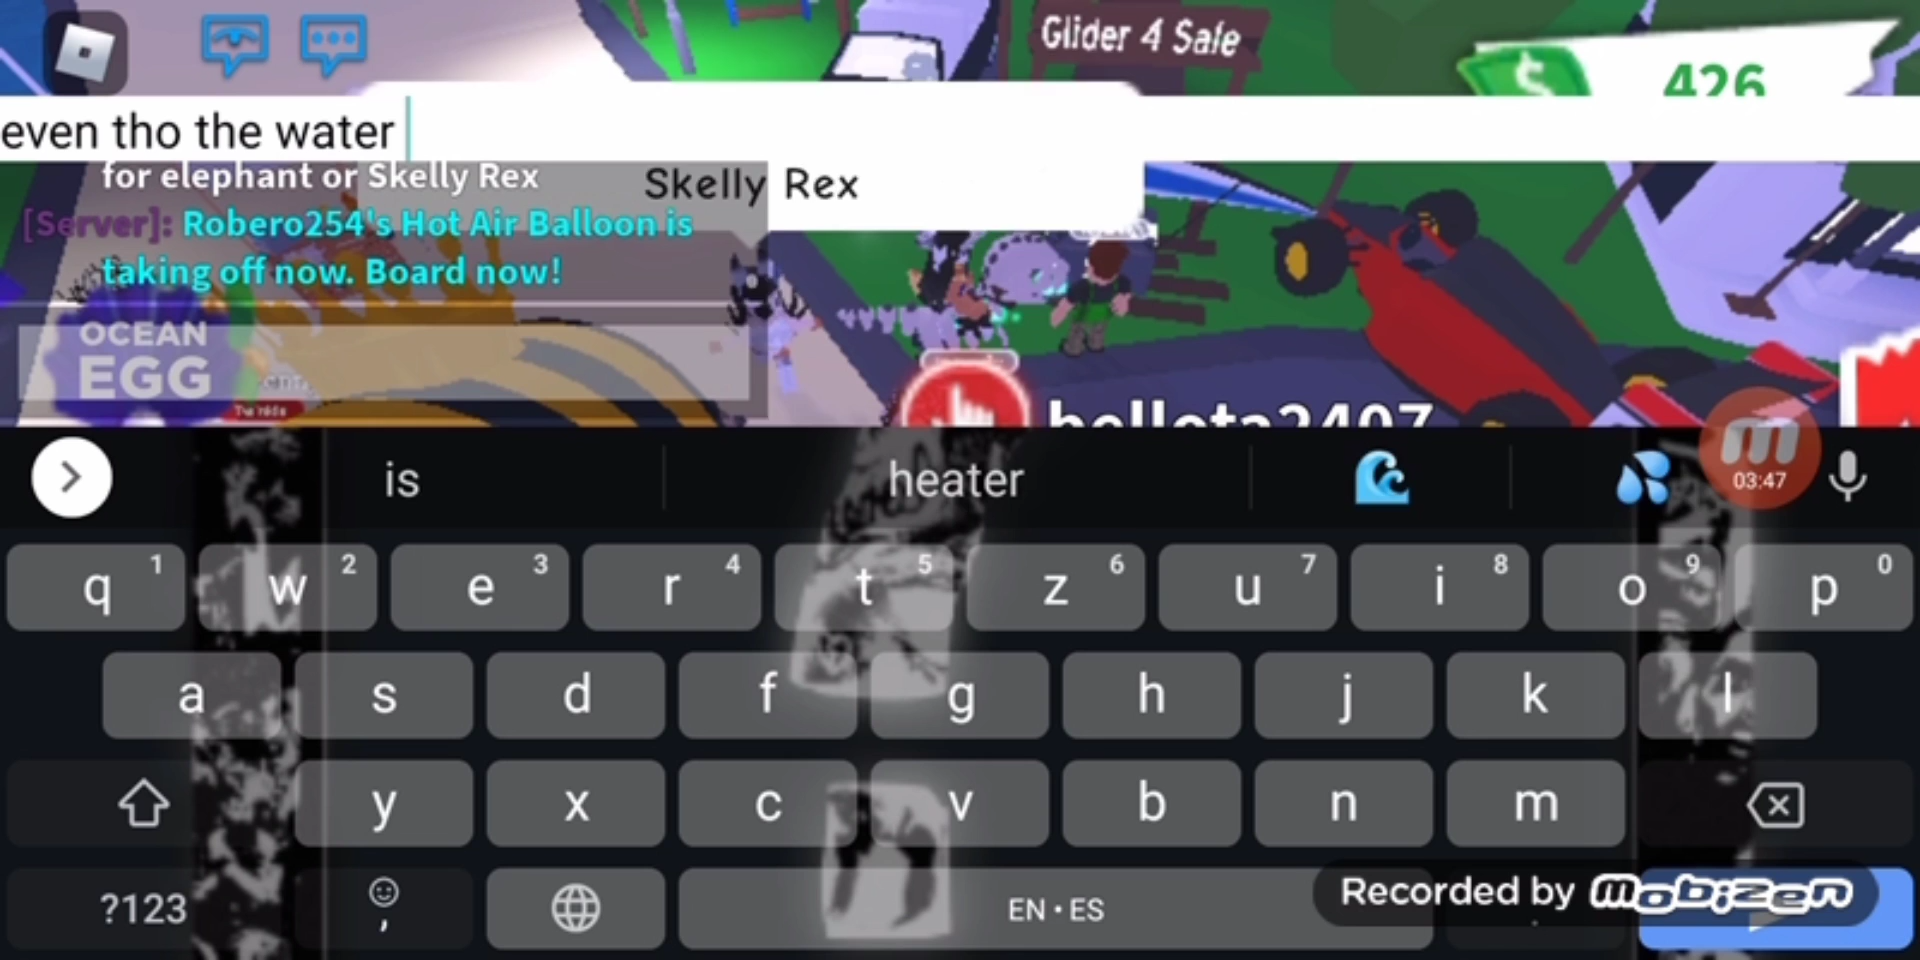 Glider 4 Sale
426
even tho the water
for elephant or Skelly Rex
Skelly Rex
[Server]: Robero254's Hot Air Balloon is
taking off now. Board now!
OCEAN
EGG
belleta2407
03:47
is heater
q 1 w 2 e 3 r 4 t 5 z 6 u 7 i 8 o 9 p 0
a s d f g h j k l
y x c v b n m
?123 , EN • ES .
Recorded by mobizen